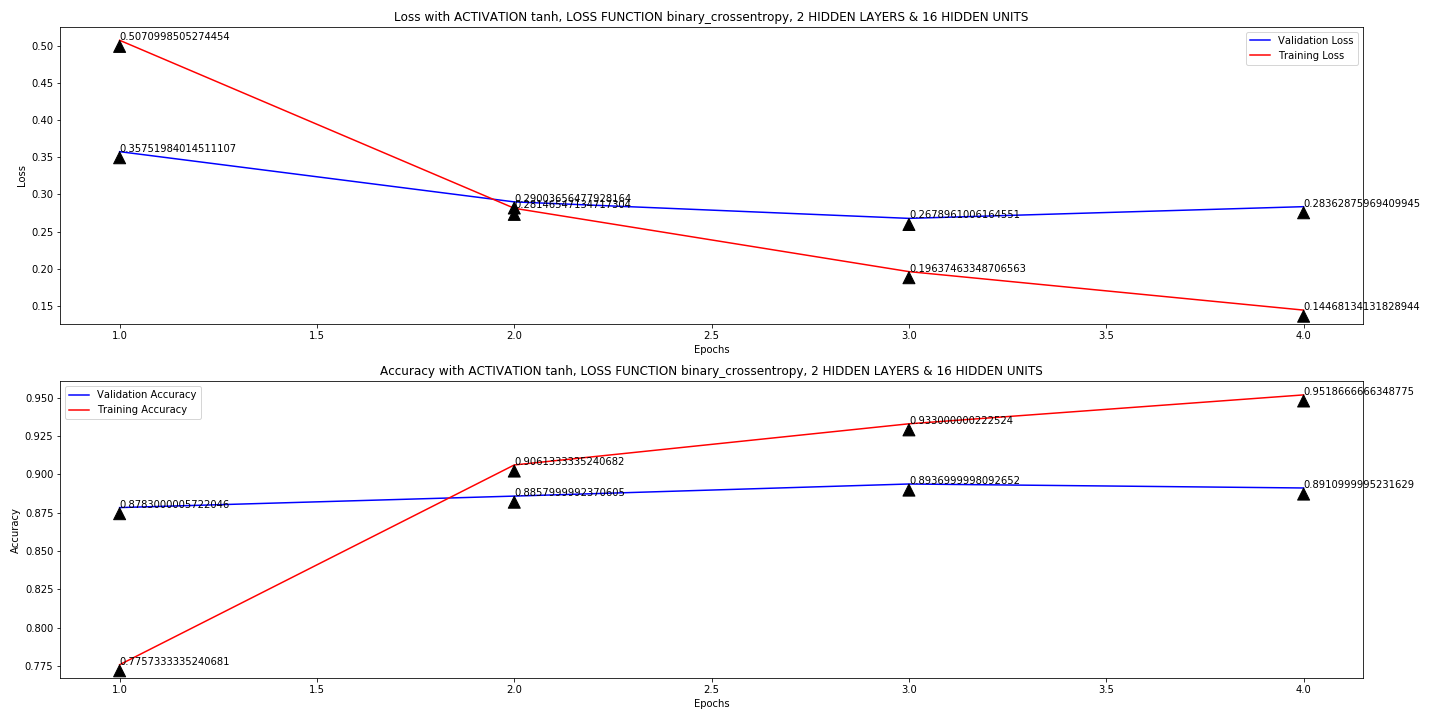 Loss with ACTIVATION tanh, LOSS FUNCTION binary_crossentropy, 2 HIDDEN LAYERS & 16 HIDDEN UNITS
0.5070998505274454
Validation Loss
Training Loss
0.50
0.45
0.40
0.35751984014511107
0.35
0.30
0.29003656477928164
0.28146547134717304
0.2678961006164551
0.28362875969409945
0.25
0.19637463348706563
0.20
0.15
0.14468134131828944
Loss
1.0 1.5 2.0 2.5 3.0 3.5 4.0
Epochs
Accuracy with ACTIVATION tanh, LOSS FUNCTION binary_crossentropy, 2 HIDDEN LAYERS & 16 HIDDEN UNITS
Validation Accuracy
Training Accuracy
0.950
0.9518666666348775
0.925
0.933000000222524
0.9061333335240682
0.900
0.8783000005722046
0.8857999992370605
0.8936999998092652
0.8910999995231629
0.875
0.850
0.825
0.800
0.775
0.7757333335240681
Accuracy
1.0 1.5 2.0 2.5 3.0 3.5 4.0
Epochs